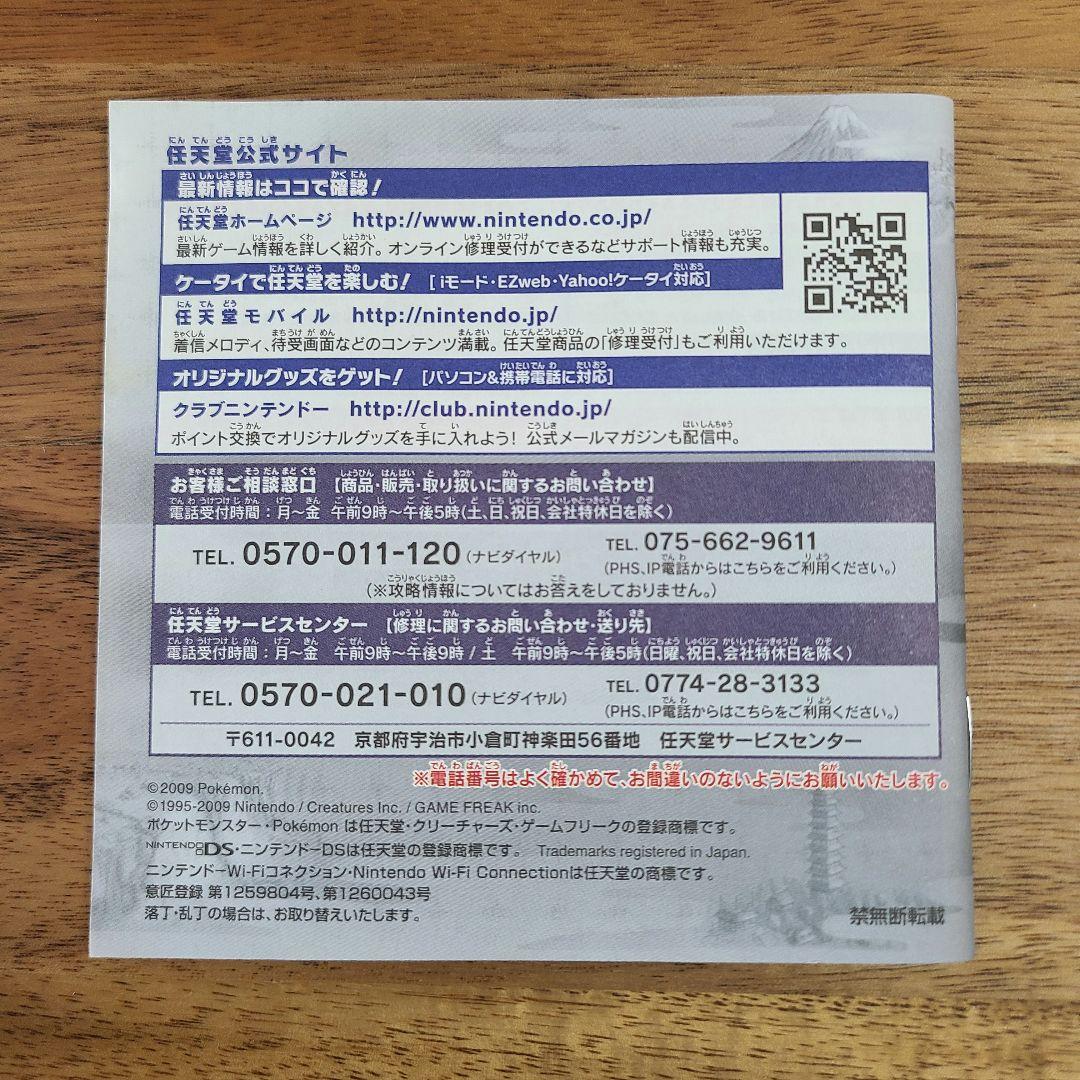 任天堂公式サイト
最新情報はココで確認！
任天堂ホームページ http://www.nintendo.co.jp/
最新ゲーム情報を詳しく紹介。オンライン修理受付ができるなどサポート情報も充実。
ケータイで任天堂を楽しむ！ [iモード・EZweb・Yahoo!ケータイ対応]
任天堂モバイル http://nintendo.jp/
着信メロディ、待受画面などのコンテンツ満載。任天堂商品の「修理受付」もご利用いただけます。
オリジナルグッズをゲット！ [パソコン&携帯電話に対応]
クラブニンテンドー http://club.nintendo.jp/
ポイント交換でオリジナルグッズを手に入れよう！公式メールマガジンも配信中。
お客様ご相談窓口 【商品・販売・取り扱いに関するお問い合わせ】
電話受付時間：月～金 午前9時～午後5時(土、日、祝日、会社特休日を除く)
TEL. 0570-011-120(ナビダイヤル) TEL. 075-662-9611
(PHS、IP電話からはこちらをご利用ください。)
(※攻略情報についてはお答えをしておりません。)
任天堂サービスセンター 【修理に関するお問い合わせ・送り先】
電話受付時間：月～金 午前9時～午後9時/土 午前9時～午後5時(日曜、祝日、会社特休日を除く)
TEL. 0570-021-010(ナビダイヤル) TEL. 0774-28-3133
(PHS、IP電話からはこちらをご利用ください。)
〒611-0042 京都府宇治市小倉町神楽田56番地 任天堂サービスセンター
※電話番号はよく確かめて、お間違いのないようにお願いいたします。
©2009 Pokémon.
©1995-2009 Nintendo / Creatures Inc. / GAME FREAK inc.
ポケットモンスター・Pokémon は任天堂・クリーチャーズ・ゲームフリークの登録商標です。
NINTENDO DS・ニンテンドーDSは任天堂の登録商標です。 Trademarks registered in Japan.
ニンテンドーWi-Fiコネクション・Nintendo Wi-Fi Connectionは任天堂の商標です。
意匠登録 第1259804号、第1260043号
落丁・乱丁の場合は、お取り替えいたします。
禁無断転載